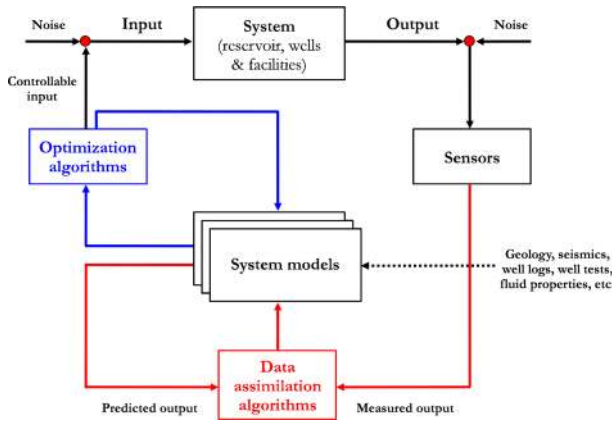 Noise
Input
System
(reservoir, wells
& facilities)
Output
Noise
Controllable
input
Optimization
algorithms
Sensors
System models
Geology, seismics,
well logs, well tests,
fluid properties, etc
Data
assimilation
algorithms
Predicted output
Measured output